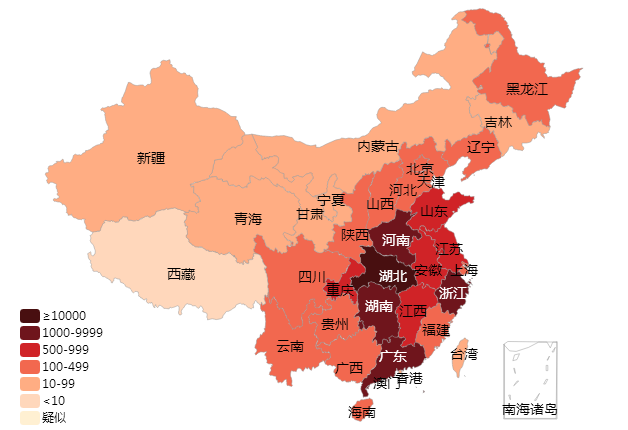 黑龙江
吉林
辽宁
内蒙古
北京
天津
新疆
河北
山西
宁夏
山东
甘肃
青海
陕西
河南
江苏
西藏
四川
湖北
安徽
上海
重庆
浙江
湖南
江西
贵州
福建
云南
广东
台湾
广西
香港
澳门
海南
南海诸岛
≥10000
1000-9999
500-999
100-499
10-99
<10
疑似